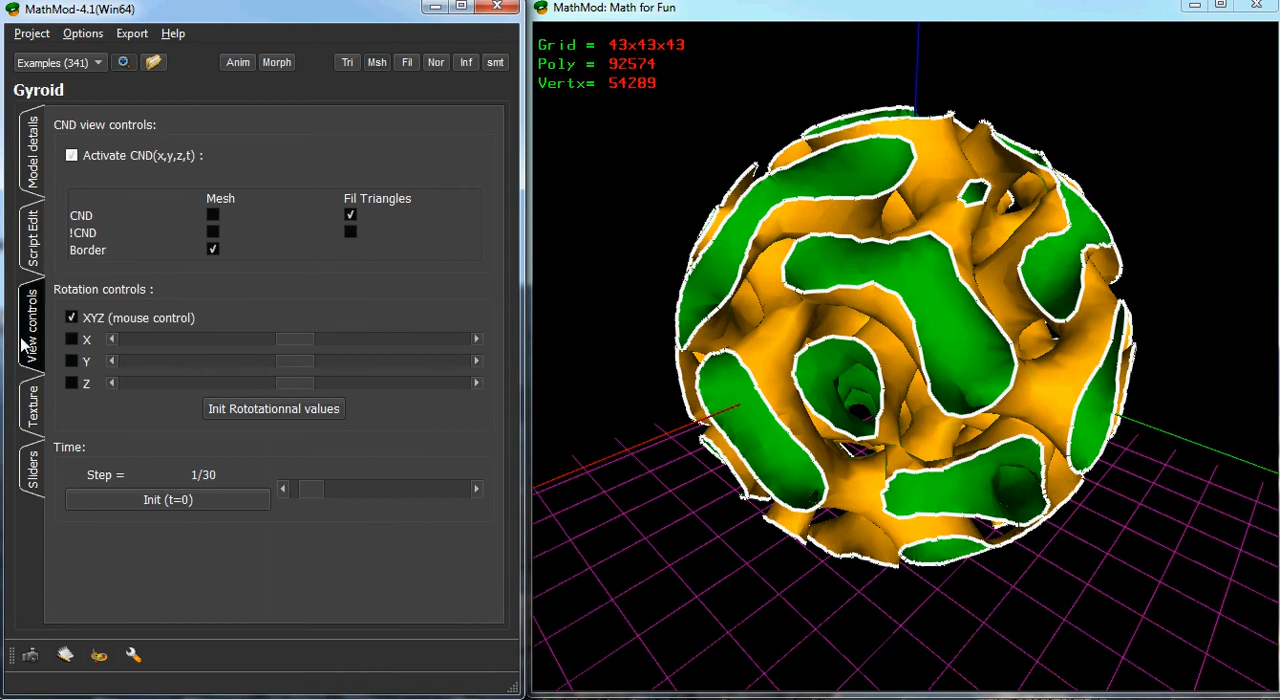 MathMod-4.1(Win64)
Project Options Export Help
Examples (341) Anim Morph Tri Msh Fil Nor Inf smt
Gyroid
Model details
Script Edit
View controls
Texture
Sliders
CND view controls:
Activate CND(x,y,z,t) :
Mesh Fil Triangles
CND
!CND
Border
Rotation controls :
XYZ (mouse control)
X
Y
Z
Init Rototationnal values
Time:
Step = 1/30
Init (t=0)
MathMod: Math for Fun
Grid = 43x43x43
Poly = 92574
Vertx= 54289